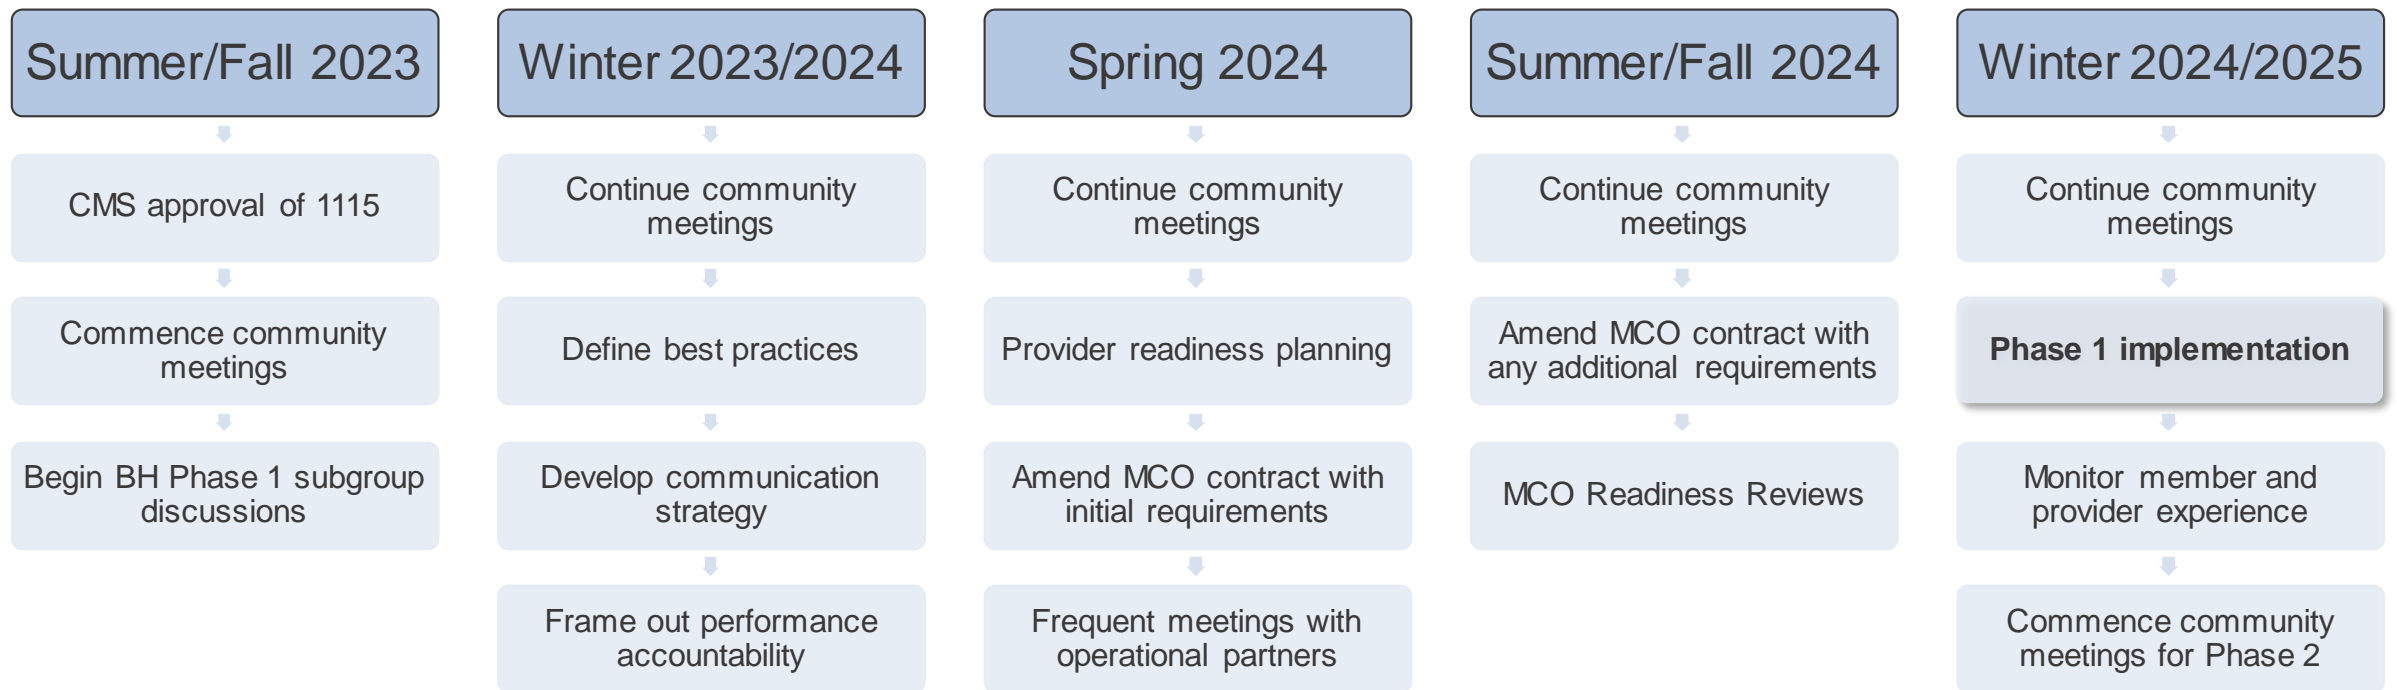 Summer/Fall 2023
CMS approval of 1115
Commence community
meetings
Begin BH Phase 1 subgroup
discussions
Winter 2023/2024
Continue community
meetings
Define best practices
Develop communication
strategy
Frame out performance
accountability
Spring 2024
Continue community
meetings
Provider readiness planning
Amend MCO contract with
initial requirements
Frequent meetings with
operational partners
Summer/Fall 2024
Continue community
meetings
Amend MCO contract with
any additional requirements
MCO Readiness Reviews
Winter 2024/2025
Continue community
meetings
Phase 1 implementation
Monitor member and
provider experience
Commence community
meetings for Phase 2